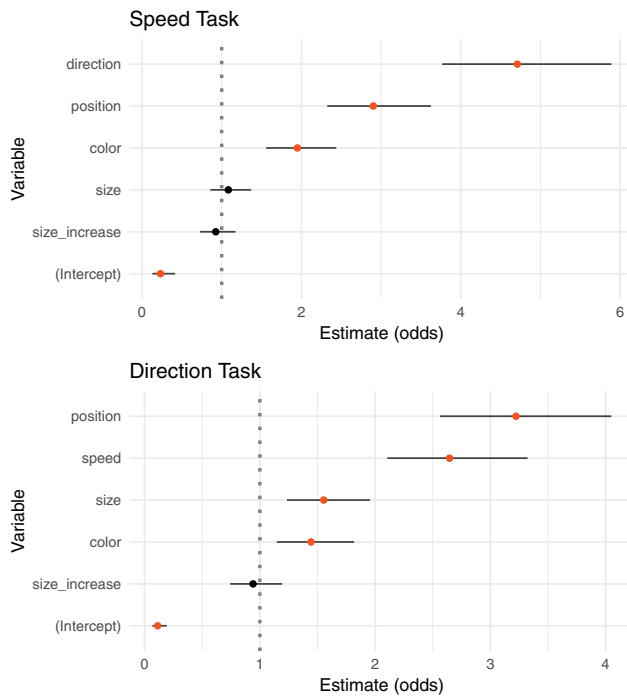 Speed Task
Variable
direction
position
color
size
size_increase
(Intercept)
0 2 4 6
Estimate (odds)
Direction Task
Variable
position
speed
size
color
size_increase
(Intercept)
0 1 2 3 4
Estimate (odds)